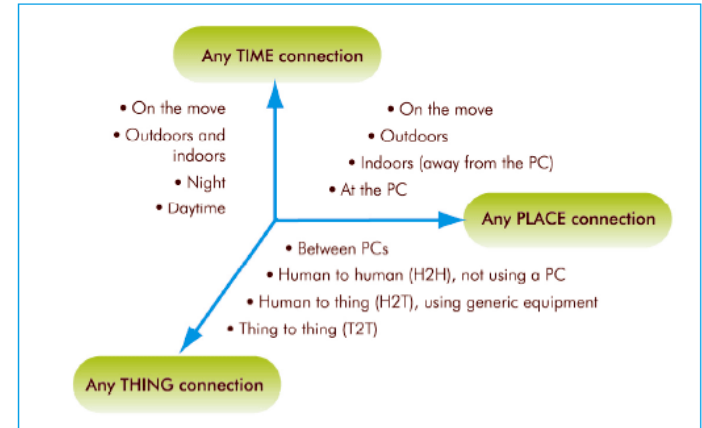 Any TIME connection
• On the move
• Outdoors and
indoors
• Night
• Daytime
• On the move
• Outdoors
• Indoors (away from the PC)
• At the PC
Any PLACE connection
• Between PCs
• Human to human (H2H), not using a PC
• Human to thing (H2T), using generic equipment
• Thing to thing (T2T)
Any THING connection